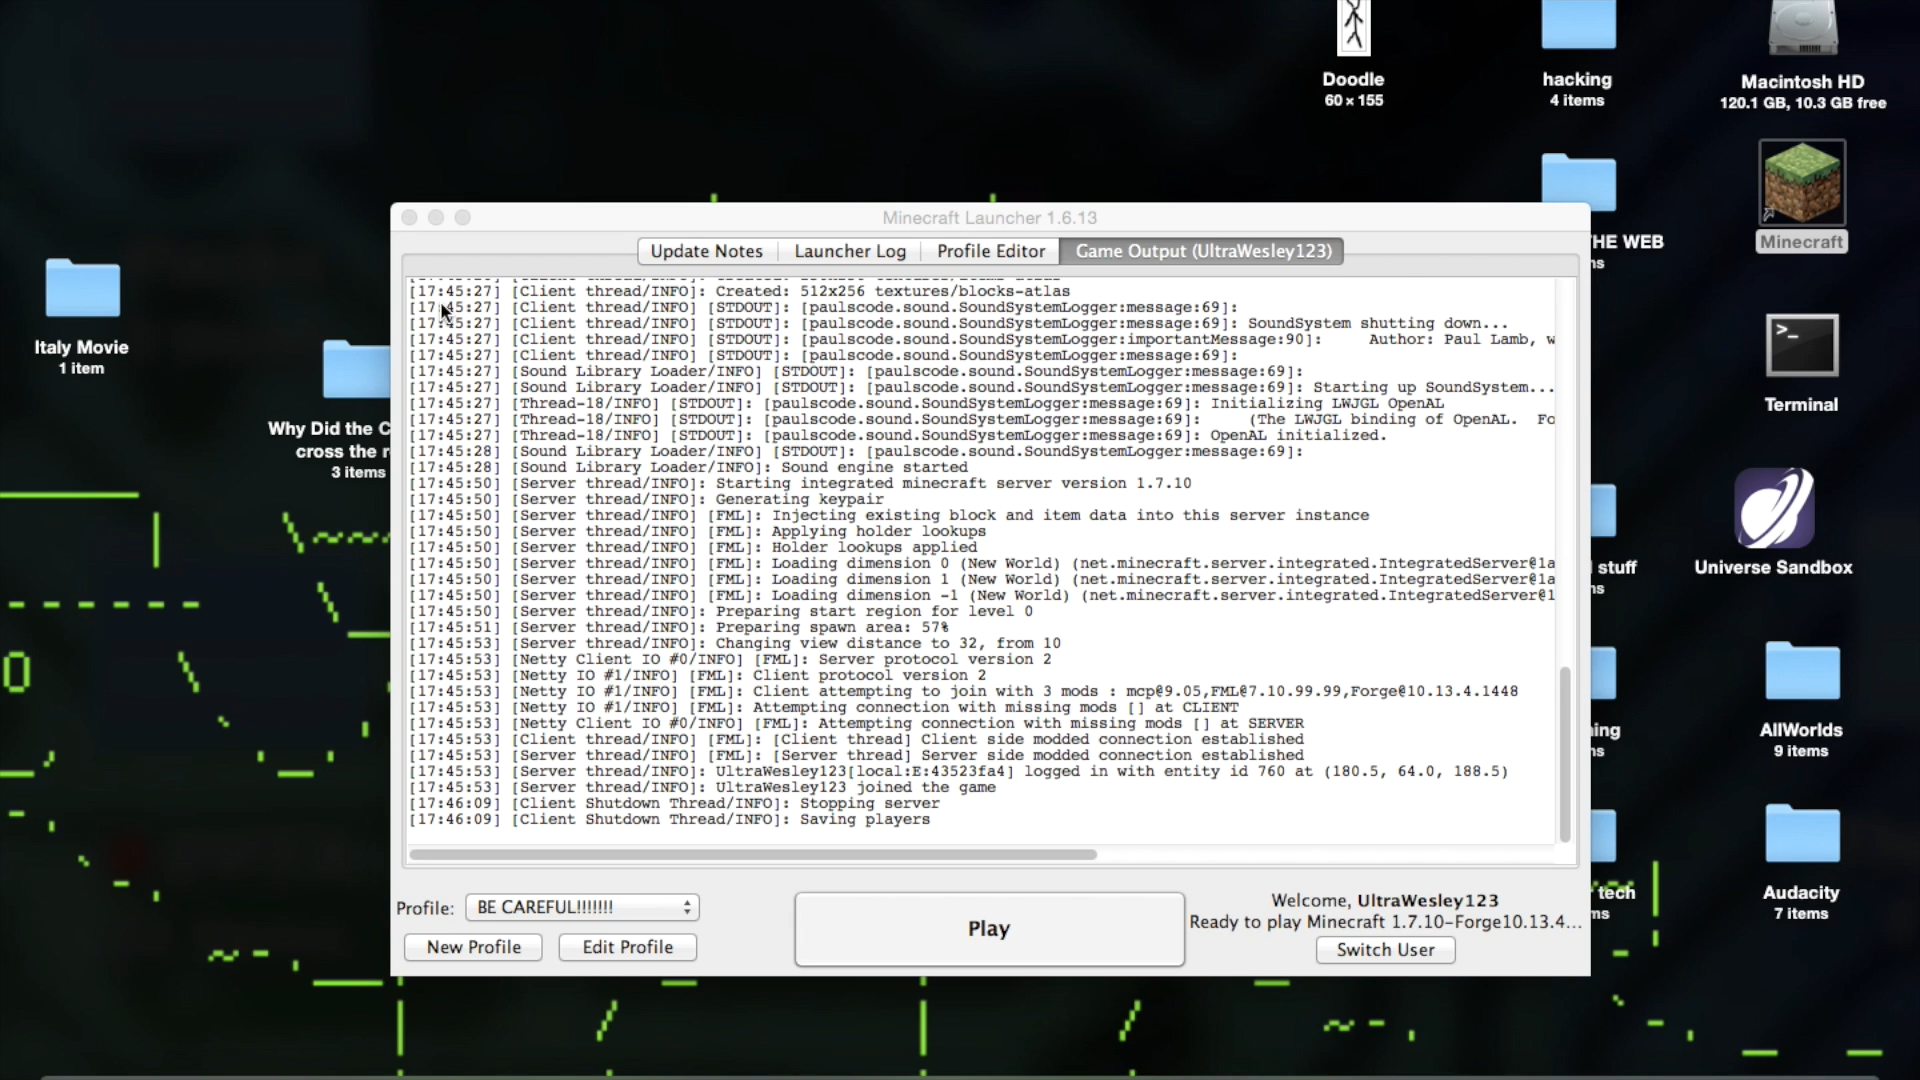 Doodle
60 × 155
hacking
4 items
Macintosh HD
120.1 GB, 10.3 GB free
Minecraft
HE WEB
Italy Movie
1 item
Why Did the C
cross the r
3 items
Terminal
Universe Sandbox
stuff
AllWorlds
9 items
Audacity
7 items
tech
Minecraft Launcher 1.6.13
Update Notes
Launcher Log
Profile Editor
Game Output (UltraWesley123)
[17:45:27] [Client thread/INFO]: Created: 512x256 textures/blocks-atlas
[17:45:27] [Client thread/INFO] [STDOUT]: [paulscode.sound.SoundSystemLogger:message:69]:
[17:45:27] [Client thread/INFO] [STDOUT]: [paulscode.sound.SoundSystemLogger:message:69]: SoundSystem shutting down...
[17:45:27] [Client thread/INFO] [STDOUT]: [paulscode.sound.SoundSystemLogger:importantMessage:90]: Author: Paul Lamb, w
[17:45:27] [Client thread/INFO] [STDOUT]: [paulscode.sound.SoundSystemLogger:message:69]:
[17:45:27] [Sound Library Loader/INFO] [STDOUT]: [paulscode.sound.SoundSystemLogger:message:69]:
[17:45:27] [Sound Library Loader/INFO] [STDOUT]: [paulscode.sound.SoundSystemLogger:message:69]: Starting up SoundSystem...
[17:45:27] [Thread-18/INFO] [STDOUT]: [paulscode.sound.SoundSystemLogger:message:69]: Initializing LWJGL OpenAL
[17:45:27] [Thread-18/INFO] [STDOUT]: [paulscode.sound.SoundSystemLogger:message:69]: (The LWJGL binding of OpenAL. Fo
[17:45:27] [Thread-18/INFO] [STDOUT]: [paulscode.sound.SoundSystemLogger:message:69]: OpenAL initialized.
[17:45:28] [Sound Library Loader/INFO] [STDOUT]: [paulscode.sound.SoundSystemLogger:message:69]:
[17:45:28] [Sound Library Loader/INFO]: Sound engine started
[17:45:50] [Server thread/INFO]: Starting integrated minecraft server version 1.7.10
[17:45:50] [Server thread/INFO]: Generating keypair
[17:45:50] [Server thread/INFO] [FML]: Injecting existing block and item data into this server instance
[17:45:50] [Server thread/INFO] [FML]: Applying holder lookups
[17:45:50] [Server thread/INFO] [FML]: Holder lookups applied
[17:45:50] [Server thread/INFO] [FML]: Loading dimension 0 (New World) (net.minecraft.server.integrated.IntegratedServer@1a
[17:45:50] [Server thread/INFO] [FML]: Loading dimension 1 (New World) (net.minecraft.server.integrated.IntegratedServer@1a
[17:45:50] [Server thread/INFO] [FML]: Loading dimension -1 (New World) (net.minecraft.server.integrated.IntegratedServer@1
[17:45:50] [Server thread/INFO]: Preparing start region for level 0
[17:45:51] [Server thread/INFO]: Preparing spawn area: 57%
[17:45:53] [Server thread/INFO]: Changing view distance to 32, from 10
[17:45:53] [Netty Client IO #0/INFO] [FML]: Server protocol version 2
[17:45:53] [Netty IO #1/INFO] [FML]: Client protocol version 2
[17:45:53] [Netty IO #1/INFO] [FML]: Client attempting to join with 3 mods : mcp@9.05,FML@7.10.99.99,Forge@10.13.4.1448
[17:45:53] [Netty IO #1/INFO] [FML]: Attempting connection with missing mods [] at CLIENT
[17:45:53] [Netty Client IO #0/INFO] [FML]: Attempting connection with missing mods [] at SERVER
[17:45:53] [Client thread/INFO] [FML]: [Client thread] Client side modded connection established
[17:45:53] [Server thread/INFO] [FML]: [Server thread] Server side modded connection established
[17:45:53] [Server thread/INFO]: UltraWesley123[local:E:43523fa4] logged in with entity id 760 at (180.5, 64.0, 188.5)
[17:45:53] [Server thread/INFO]: UltraWesley123 joined the game
[17:46:09] [Client Shutdown Thread/INFO]: Stopping server
[17:46:09] [Client Shutdown Thread/INFO]: Saving players
Profile:
BE CAREFUL!!!!!!!
New Profile
Edit Profile
Play
Welcome, UltraWesley123
Ready to play Minecraft 1.7.10-Forge10.13.4...
Switch User